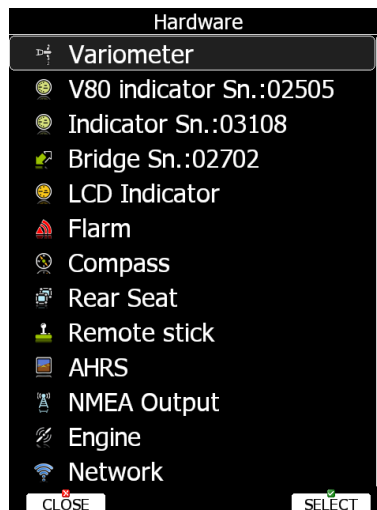 Hardware
Variometer
V80 indicator Sn.:02505
Indicator Sn.:03108
Bridge Sn.:02702
LCD Indicator
Flarm
Compass
Rear Seat
Remote stick
AHRS
NMEA Output
Engine
Network
CLOSE SELECT